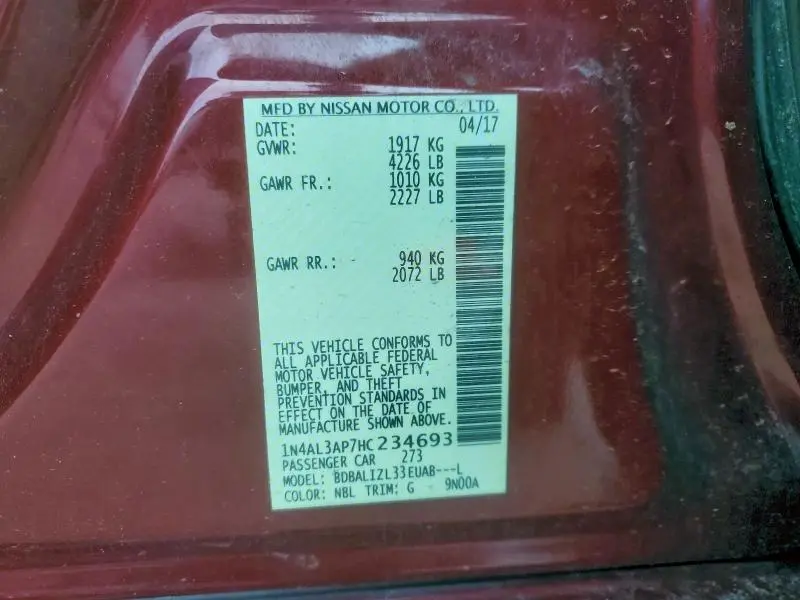 MFD BY NISSAN MOTOR CO., LTD.
DATE: 04/17
GVWR: 1917 KG
4226 LB
GAWR FR.: 1010 KG
2227 LB
GAWR RR.: 940 KG
2072 LB
THIS VEHICLE CONFORMS TO
ALL APPLICABLE FEDERAL
MOTOR VEHICLE SAFETY,
BUMPER, AND THEFT
PREVENTION STANDARDS IN
EFFECT ON THE DATE OF
MANUFACTURE SHOWN ABOVE.
1N4AL3AP7HC234693
PASSENGER CAR 273
MODEL: BDBALIZL33EUAB---L
COLOR: NBL TRIM: G 9N00A